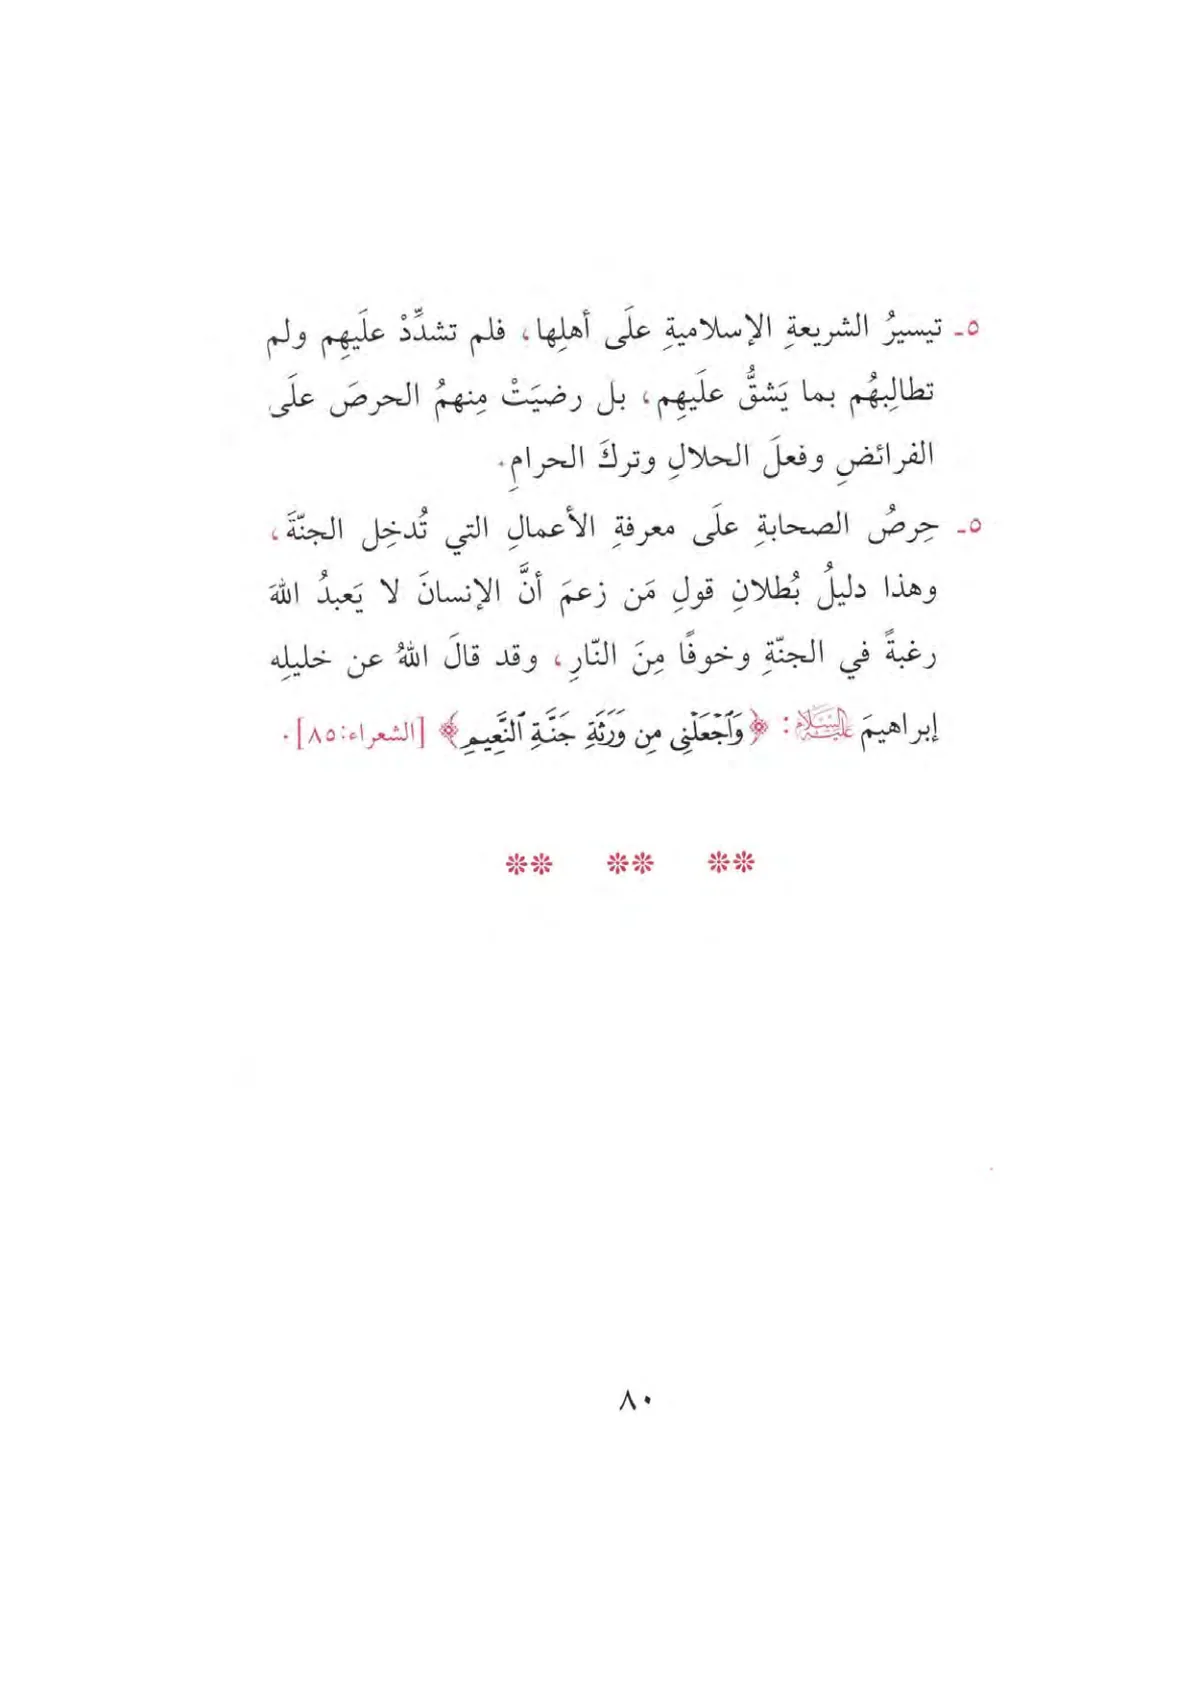 ٥ـ تيسيرُ الشريعةِ الإسلاميةِ علَى أهلِها، فلم تشدِّدْ علَيهِم ولم
تطالِبهُم بما يَشقُّ علَيهِم، بل رضيَتْ مِنهمُ الحرصَ علَى
الفرائضِ وفعلَ الحلالِ وتركَ الحرامِ.
٥ـ حِرصُ الصحابةِ علَى معرفةِ الأعمالِ التي تُدخِل الجنّةَ،
وهذا دليلُ بُطلانِ قولِ مَن زعمَ أنَّ الإنسانَ لا يَعبدُ اللهَ
رغبةً في الجنّةِ وخوفًا مِنَ النّارِ، وقد قالَ اللهُ عن خليلِه
إبراهيمَ عليه السلام: ﴿وَٱجۡعَلۡنِي مِن وَرَثَةِ جَنَّةِ ٱلنَّعِيمِ﴾ [الشعراء:٨٥].
** ** **
٨٠